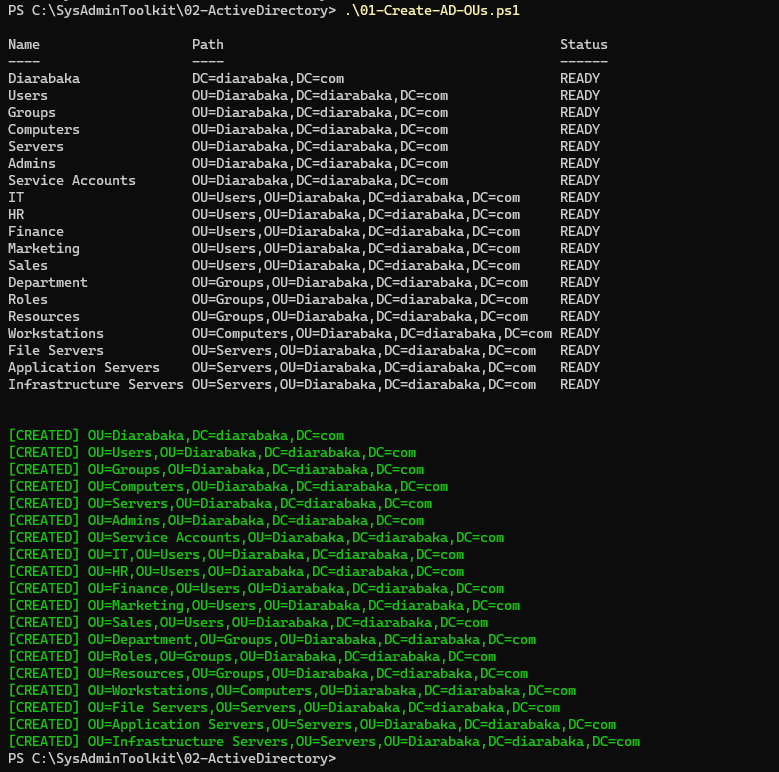 PS C:\SysAdminToolkit\02-ActiveDirectory> .\01-Create-AD-OUs.ps1
Name Path Status
---- ---- ------
Diarabaka DC=diarabaka,DC=com READY
Users OU=Diarabaka,DC=diarabaka,DC=com READY
Groups OU=Diarabaka,DC=diarabaka,DC=com READY
Computers OU=Diarabaka,DC=diarabaka,DC=com READY
Servers OU=Diarabaka,DC=diarabaka,DC=com READY
Admins OU=Diarabaka,DC=diarabaka,DC=com READY
Service Accounts OU=Diarabaka,DC=diarabaka,DC=com READY
IT OU=Users,OU=Diarabaka,DC=diarabaka,DC=com READY
HR OU=Users,OU=Diarabaka,DC=diarabaka,DC=com READY
Finance OU=Users,OU=Diarabaka,DC=diarabaka,DC=com READY
Marketing OU=Users,OU=Diarabaka,DC=diarabaka,DC=com READY
Sales OU=Users,OU=Diarabaka,DC=diarabaka,DC=com READY
Department OU=Groups,OU=Diarabaka,DC=diarabaka,DC=com READY
Roles OU=Groups,OU=Diarabaka,DC=diarabaka,DC=com READY
Resources OU=Groups,OU=Diarabaka,DC=diarabaka,DC=com READY
Workstations OU=Computers,OU=Diarabaka,DC=diarabaka,DC=com READY
File Servers OU=Servers,OU=Diarabaka,DC=diarabaka,DC=com READY
Application Servers OU=Servers,OU=Diarabaka,DC=diarabaka,DC=com READY
Infrastructure Servers OU=Servers,OU=Diarabaka,DC=diarabaka,DC=com READY
[CREATED] OU=Diarabaka,DC=diarabaka,DC=com
[CREATED] OU=Users,OU=Diarabaka,DC=diarabaka,DC=com
[CREATED] OU=Groups,OU=Diarabaka,DC=diarabaka,DC=com
[CREATED] OU=Computers,OU=Diarabaka,DC=diarabaka,DC=com
[CREATED] OU=Servers,OU=Diarabaka,DC=diarabaka,DC=com
[CREATED] OU=Admins,OU=Diarabaka,DC=diarabaka,DC=com
[CREATED] OU=Service Accounts,OU=Diarabaka,DC=diarabaka,DC=com
[CREATED] OU=IT,OU=Users,OU=Diarabaka,DC=diarabaka,DC=com
[CREATED] OU=HR,OU=Users,OU=Diarabaka,DC=diarabaka,DC=com
[CREATED] OU=Finance,OU=Users,OU=Diarabaka,DC=diarabaka,DC=com
[CREATED] OU=Marketing,OU=Users,OU=Diarabaka,DC=diarabaka,DC=com
[CREATED] OU=Sales,OU=Users,OU=Diarabaka,DC=diarabaka,DC=com
[CREATED] OU=Department,OU=Groups,OU=Diarabaka,DC=diarabaka,DC=com
[CREATED] OU=Roles,OU=Groups,OU=Diarabaka,DC=diarabaka,DC=com
[CREATED] OU=Resources,OU=Groups,OU=Diarabaka,DC=diarabaka,DC=com
[CREATED] OU=Workstations,OU=Computers,OU=Diarabaka,DC=diarabaka,DC=com
[CREATED] OU=File Servers,OU=Servers,OU=Diarabaka,DC=diarabaka,DC=com
[CREATED] OU=Application Servers,OU=Servers,OU=Diarabaka,DC=diarabaka,DC=com
[CREATED] OU=Infrastructure Servers,OU=Servers,OU=Diarabaka,DC=diarabaka,DC=com
PS C:\SysAdminToolkit\02-ActiveDirectory>